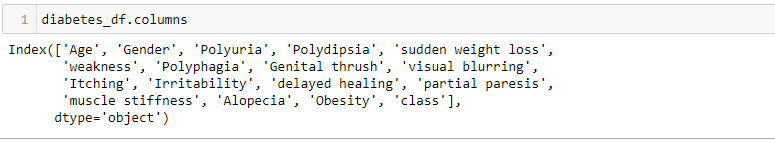 1 diabetes_df.columns
Index(['Age', 'Gender', 'Polyuria', 'Polydipsia', 'sudden weight loss',
'weakness', 'Polyphagia', 'Genital thrush', 'visual blurring',
'Itching', 'Irritability', 'delayed healing', 'partial paresis',
'muscle stiffness', 'Alopecia', 'Obesity', 'class'],
dtype='object')